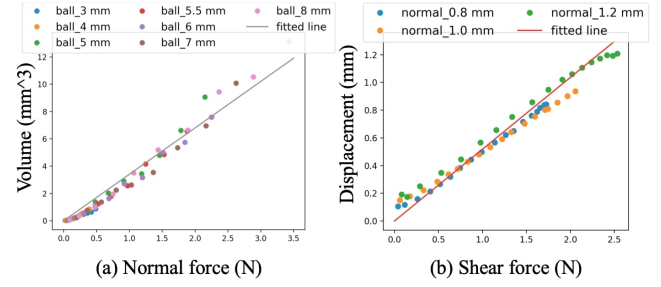 ball_3 mm
ball_4 mm
ball_5 mm
ball_5.5 mm
ball_6 mm
ball_7 mm
ball_8 mm
fitted line
Volume (mm^3)
12
10
8
6
4
2
0
0.0 0.5 1.0 1.5 2.0 2.5 3.0 3.5
(a) Normal force (N)
normal_0.8 mm
normal_1.0 mm
normal_1.2 mm
fitted line
Displacement (mm)
1.2
1.0
0.8
0.6
0.4
0.2
0.0
0.0 0.5 1.0 1.5 2.0 2.5
(b) Shear force (N)